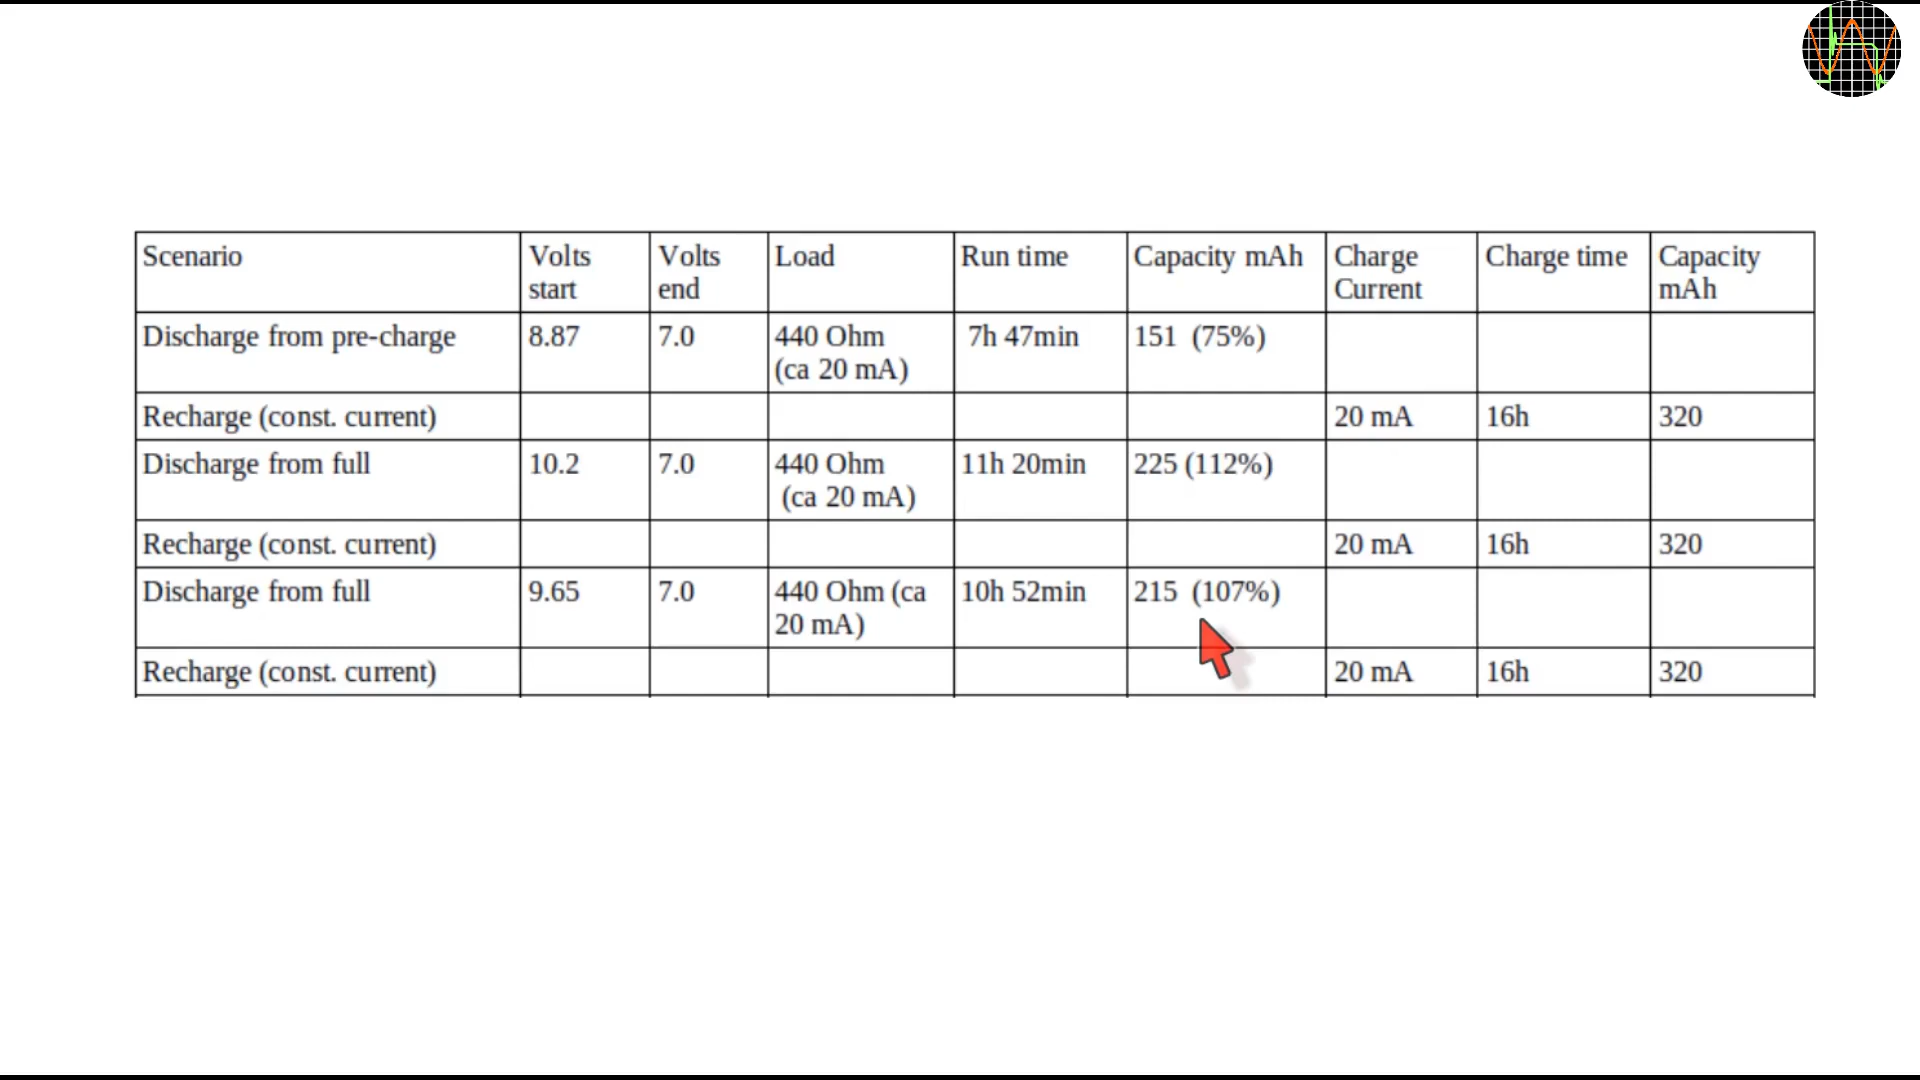 Scenario Volts start Volts end Load Run time Capacity mAh Charge Current Charge time Capacity mAh
Discharge from pre-charge 8.87 7.0 440 Ohm (ca 20 mA) 7h 47min 151 (75%)
Recharge (const. current) 20 mA 16h 320
Discharge from full 10.2 7.0 440 Ohm (ca 20 mA) 11h 20min 225 (112%)
Recharge (const. current) 20 mA 16h 320
Discharge from full 9.65 7.0 440 Ohm (ca 20 mA) 10h 52min 215 (107%)
Recharge (const. current) 20 mA 16h 320